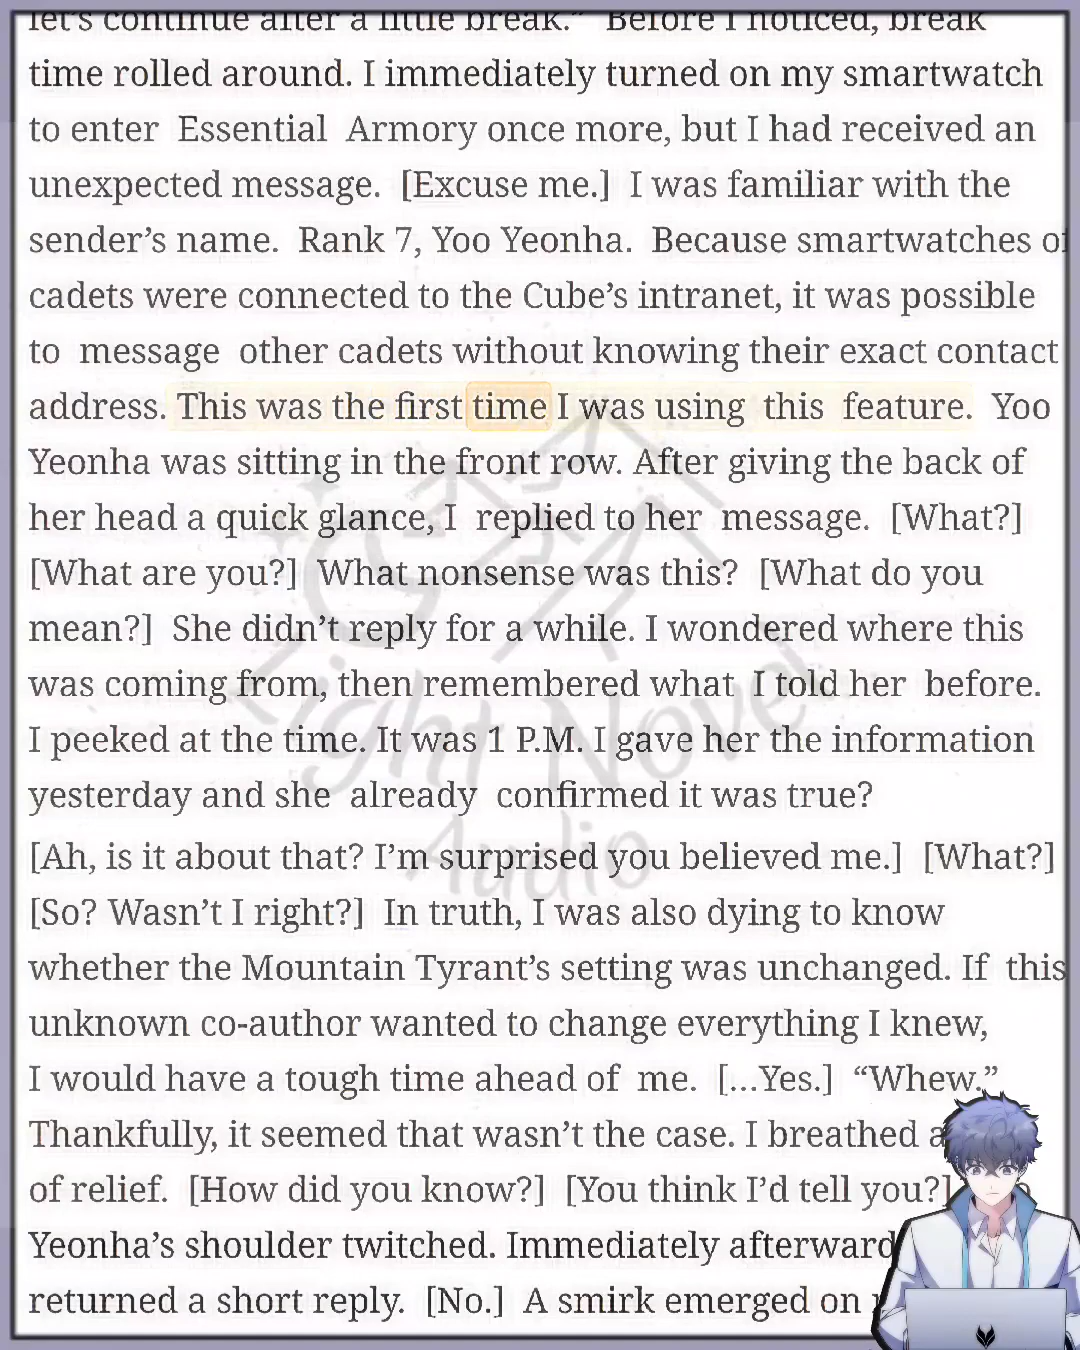 let's continue after a little break.” Before I noticed, break
time rolled around. I immediately turned on my smartwatch
to enter Essential Armory once more, but I had received an
unexpected message. [Excuse me.] I was familiar with the
sender’s name. Rank 7, Yoo Yeonha. Because smartwatches of
cadets were connected to the Cube’s intranet, it was possible
to message other cadets without knowing their exact contact
address. This was the first time I was using this feature. Yoo
Yeonha was sitting in the front row. After giving the back of
her head a quick glance, I replied to her message. [What?]
[What are you?] What nonsense was this? [What do you
mean?] She didn’t reply for a while. I wondered where this
was coming from, then remembered what I told her before.
I peeked at the time. It was 1 P.M. I gave her the information
yesterday and she already confirmed it was true?
[Ah, is it about that? I’m surprised you believed me.] [What?]
[So? Wasn’t I right?] In truth, I was also dying to know
whether the Mountain Tyrant’s setting was unchanged. If this
unknown co-author wanted to change everything I knew,
I would have a tough time ahead of me. […Yes.] “Whew.”
Thankfully, it seemed that wasn’t the case. I breathed a
of relief. [How did you know?] [You think I’d tell you?]
Yeonha’s shoulder twitched. Immediately afterward
returned a short reply. [No.] A smirk emerged on
Light Novel
Audio